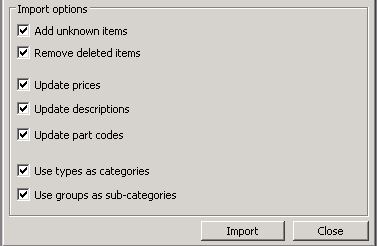 Import options
Add unknown items
Remove deleted items
Update prices
Update descriptions
Update part codes
Use types as categories
Use groups as sub-categories
Import
Close